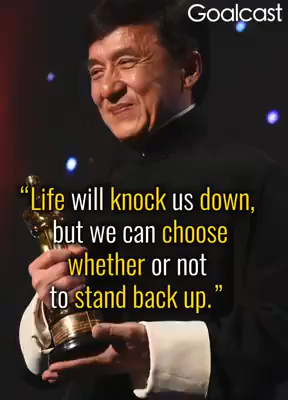 Goalcast
“Life will knock us down,
but we can choose
whether or not
to stand back up.”